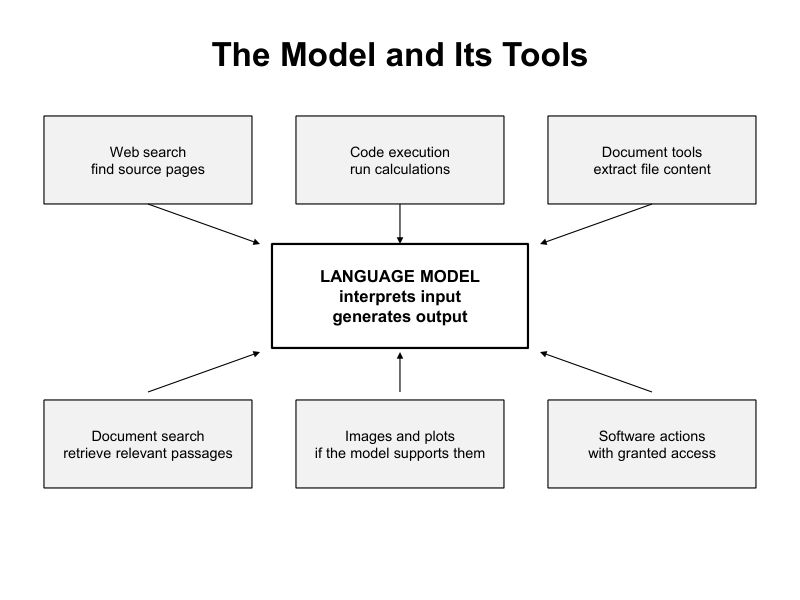 The Model and Its Tools
Web search
find source pages
Code execution
run calculations
Document tools
extract file content
LANGUAGE MODEL
interprets input
generates output
Document search
retrieve relevant passages
Images and plots
if the model supports them
Software actions
with granted access